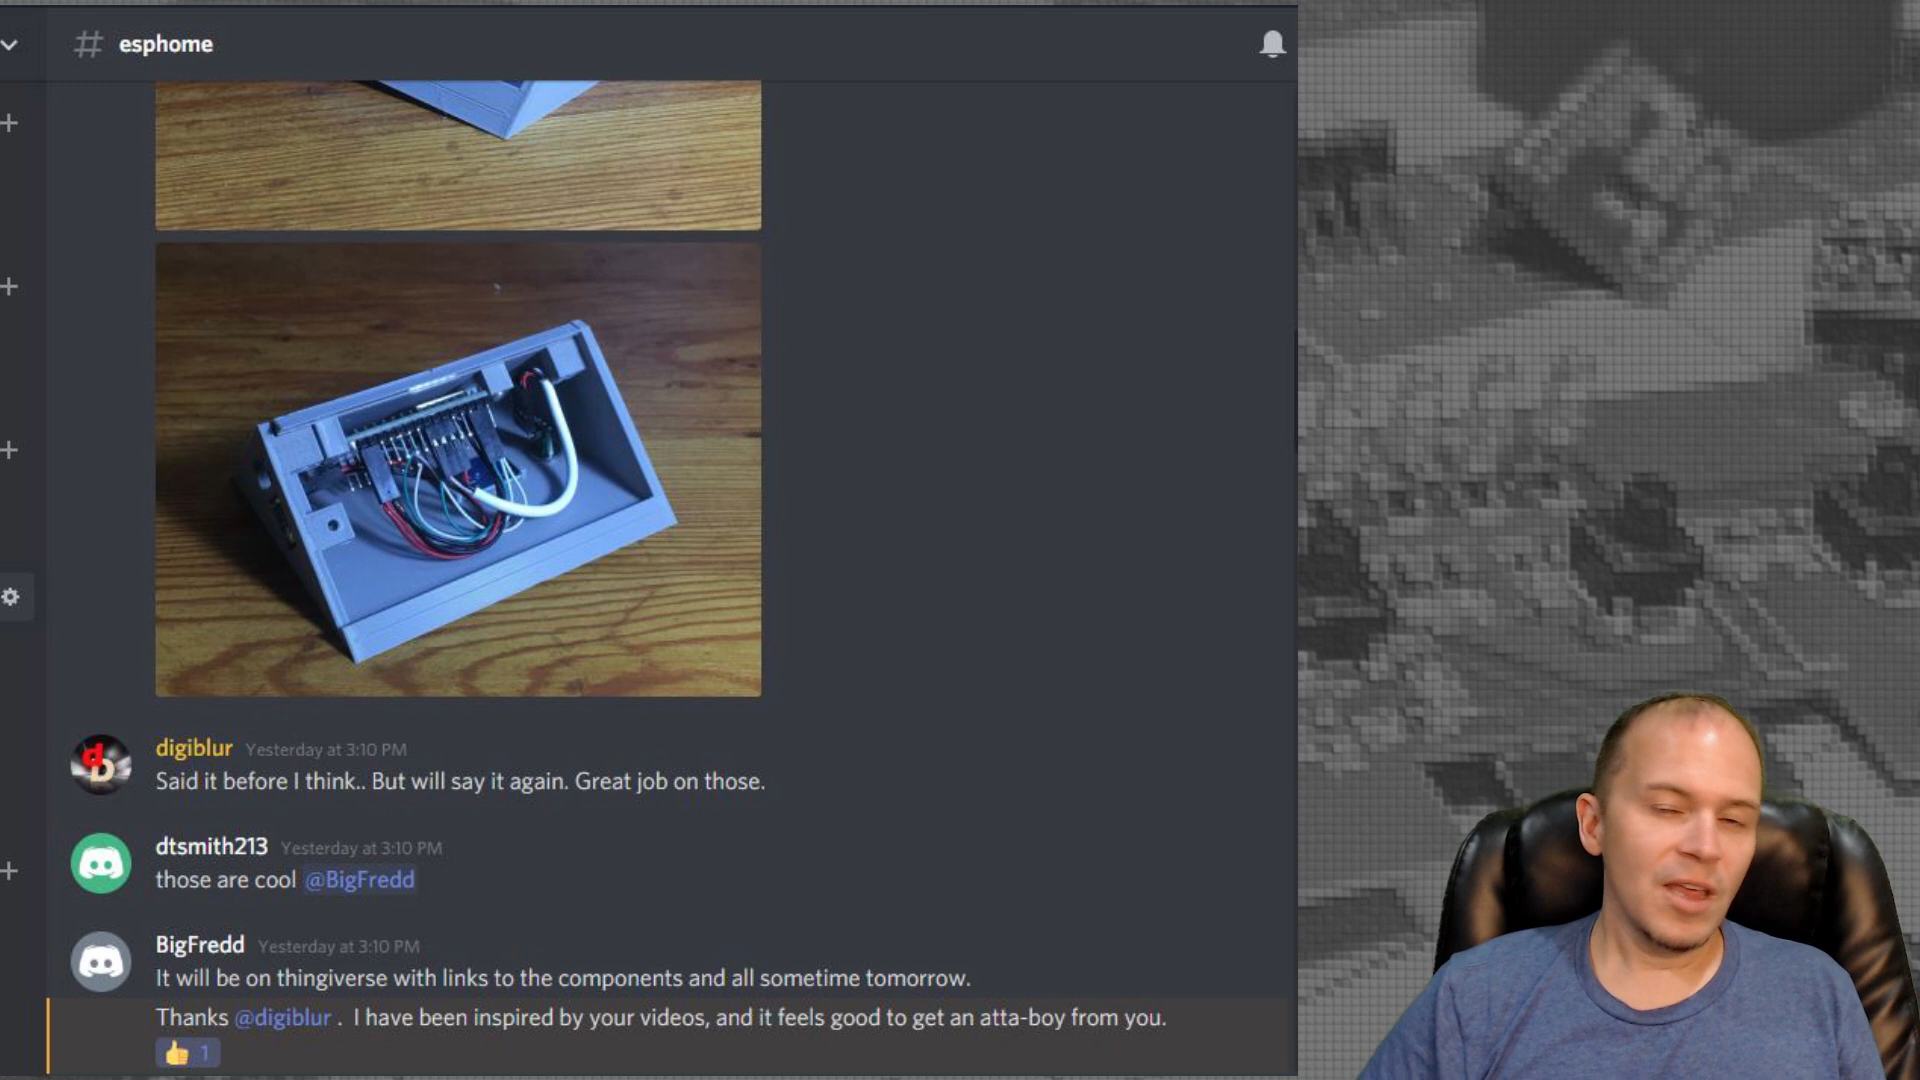 # esphome
digiblur Yesterday at 3:10 PM
Said it before I think.. But will say it again. Great job on those.
dtsmith213 Yesterday at 3:10 PM
those are cool @BigFredd
BigFredd Yesterday at 3:10 PM
It will be on thingiverse with links to the components and all sometime tomorrow.
Thanks @digiblur . I have been inspired by your videos, and it feels good to get an atta-boy from you.
👍 1